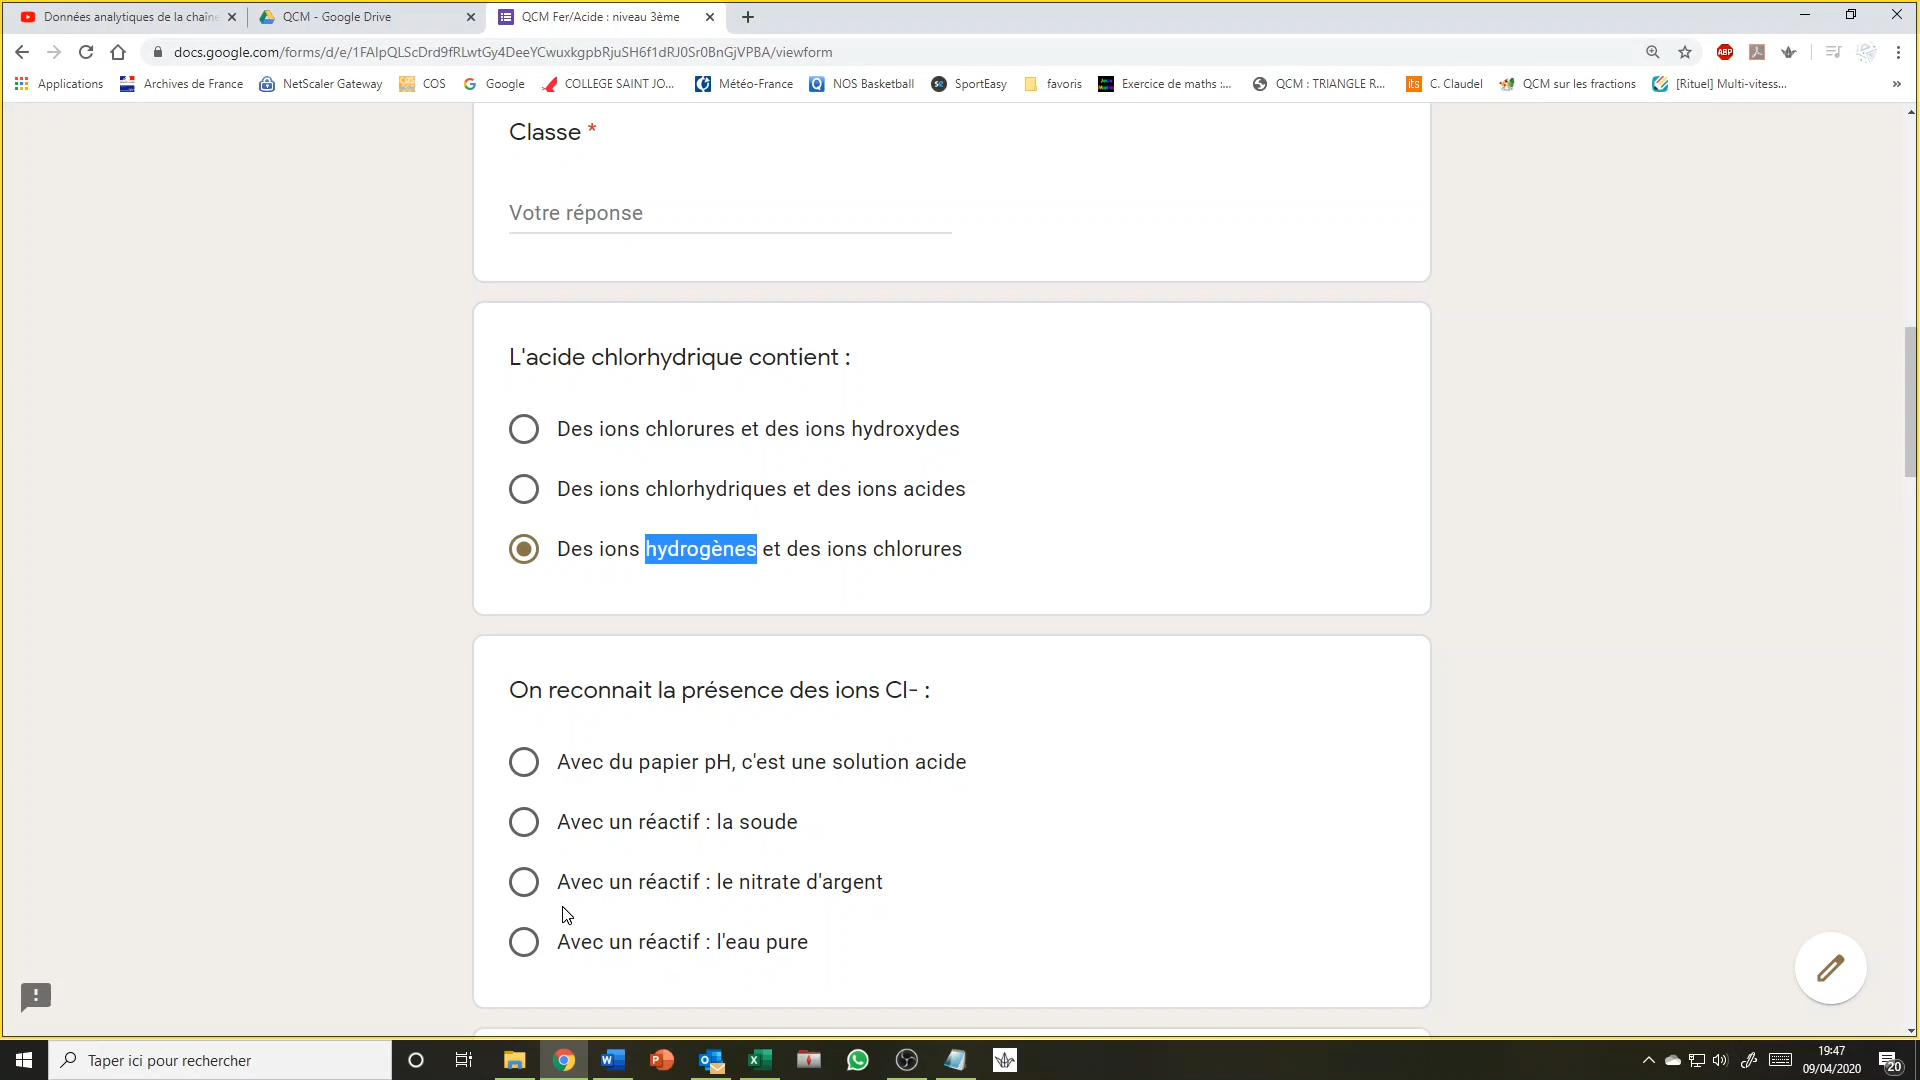 Données analytiques de la chaîne
QCM - Google Drive
QCM Fer/Acide : niveau 3ème
docs.google.com/forms/d/e/1FAIpQLScDrd9fRLwtGy4DeeYCwuxkgpbRjuSH6f1dRJ0Sr0BnGjVPBA/viewform
ABP
Applications
Archives de France
NetScaler Gateway
COS
Google
COLLEGE SAINT JO...
Météo-France
NOS Basketball
SportEasy
favoris
Exercice de maths :...
QCM : TRIANGLE R...
its C. Claudel
QCM sur les fractions
[Rituel] Multi-vitess...
»
Classe *
Votre réponse
L'acide chlorhydrique contient :
Des ions chlorures et des ions hydroxydes
Des ions chlorhydriques et des ions acides
Des ions hydrogènes et des ions chlorures
On reconnait la présence des ions Cl- :
Avec du papier pH, c'est une solution acide
Avec un réactif : la soude
Avec un réactif : le nitrate d'argent
Avec un réactif : l'eau pure
Taper ici pour rechercher
19:47
09/04/2020
20